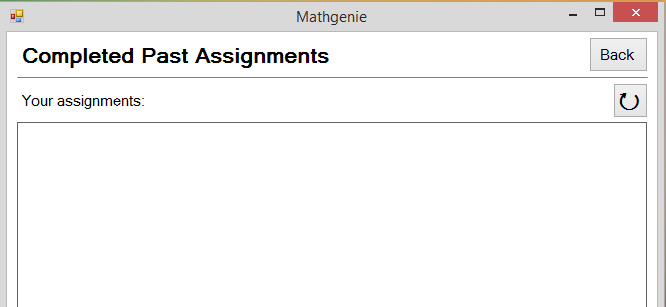 Mathgenie
Completed Past Assignments
Back
Your assignments: